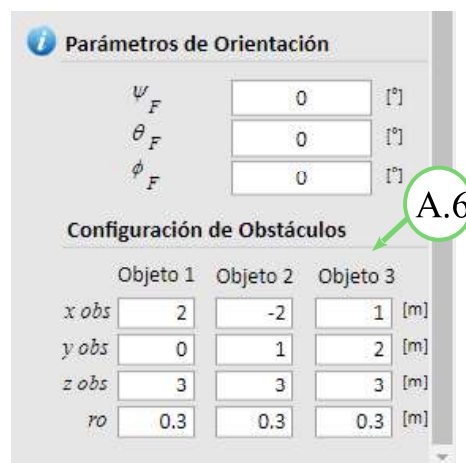 i Parámetros de Orientación
ψ F 0 [°]
θ F 0 [°]
ϕ F 0 [°]
A.6
Configuración de Obstáculos
Objeto 1 Objeto 2 Objeto 3
x obs 2 -2 1 [m]
y obs 0 1 2 [m]
z obs 3 3 3 [m]
ro 0.3 0.3 0.3 [m]